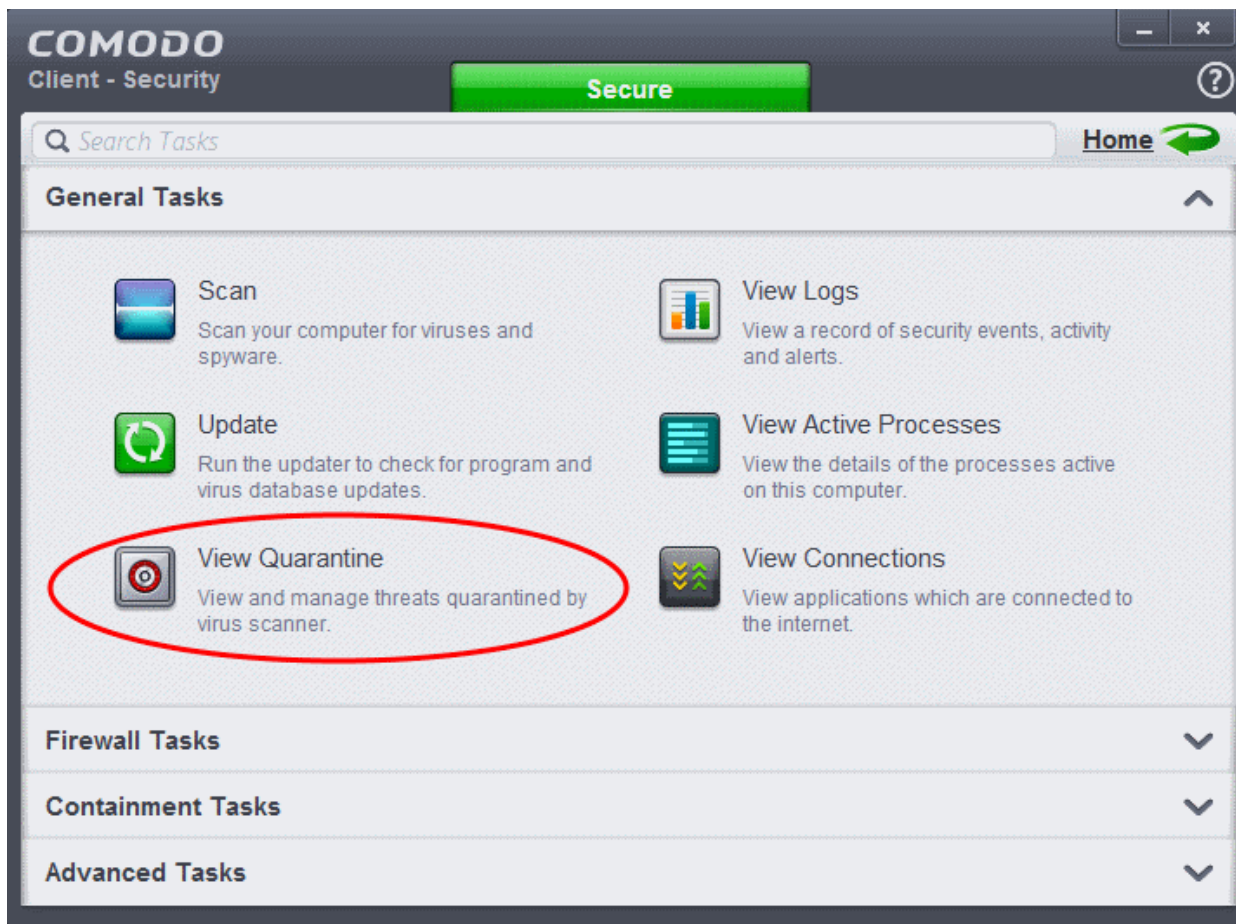 COMODO
Client - Security
Secure
Search Tasks
Home
General Tasks
Scan
Scan your computer for viruses and
spyware.
View Logs
View a record of security events, activity
and alerts.
Update
Run the updater to check for program and
virus database updates.
View Active Processes
View the details of the processes active
on this computer.
View Quarantine
View and manage threats quarantined by
virus scanner.
View Connections
View applications which are connected to
the internet.
Firewall Tasks
Containment Tasks
Advanced Tasks